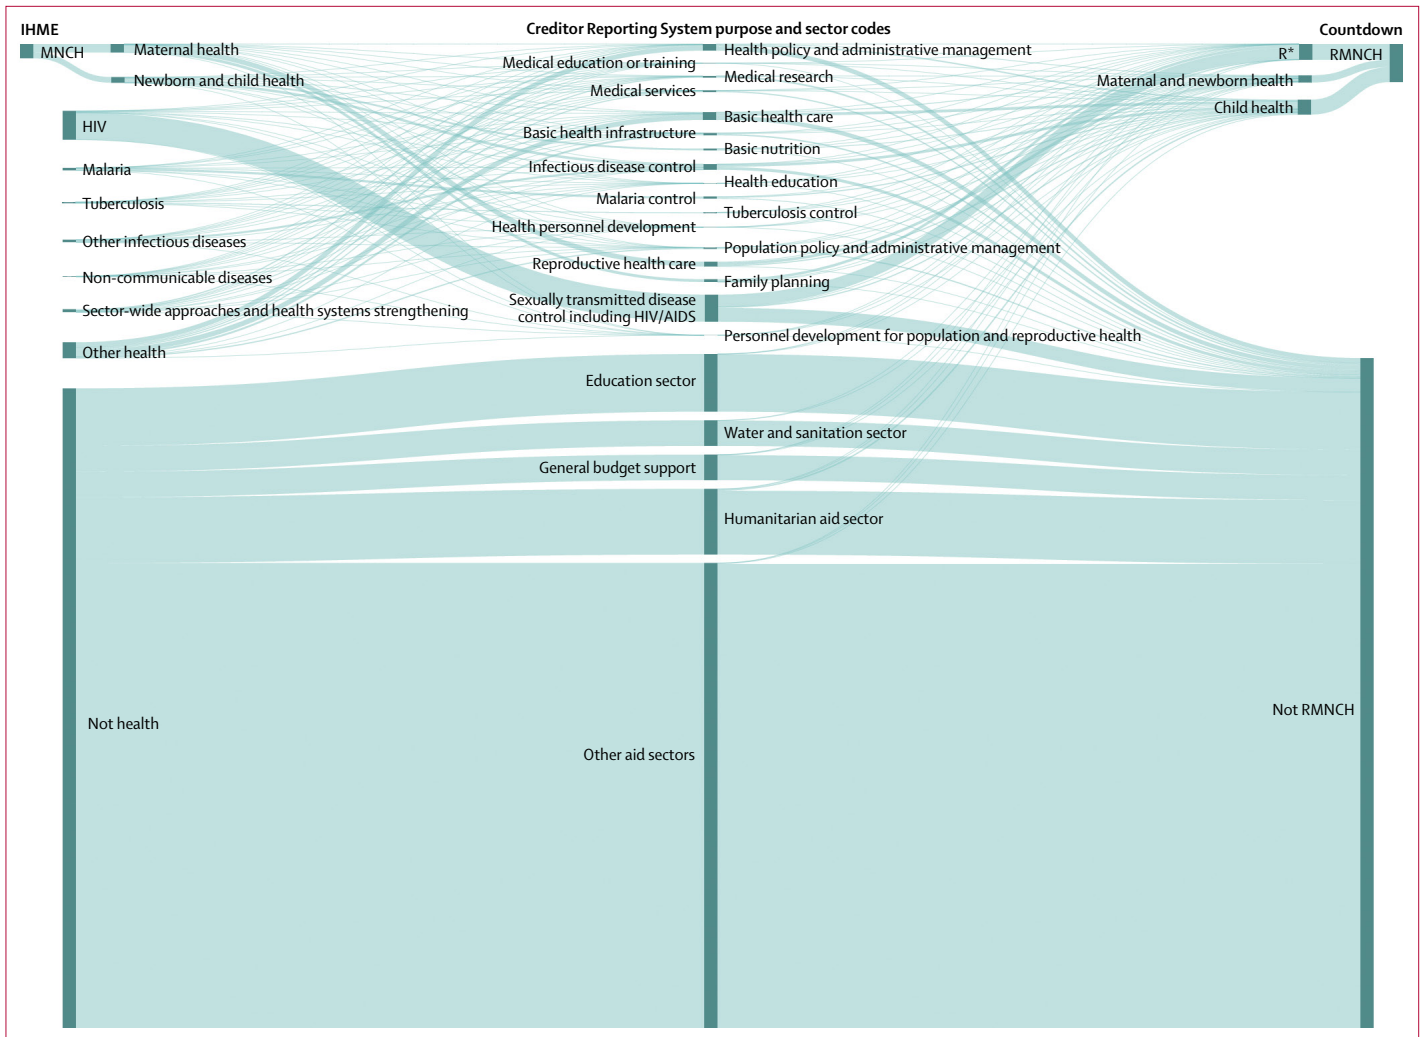 IHME
Creditor Reporting System purpose and sector codes
Countdown
MNCH
Maternal health
Newborn and child health
HIV
Malaria
Tuberculosis
Other infectious diseases
Non-communicable diseases
Sector-wide approaches and health systems strengthening
Other health
Not health
Health policy and administrative management
Medical education or training
Medical research
Medical services
Basic health care
Basic health infrastructure
Basic nutrition
Infectious disease control
Health education
Malaria control
Tuberculosis control
Health personnel development
Population policy and administrative management
Reproductive health care
Family planning
Sexually transmitted disease
control including HIV/AIDS
Personnel development for population and reproductive health
Education sector
Water and sanitation sector
General budget support
Humanitarian aid sector
Other aid sectors
R*
RMNCH
Maternal and newborn health
Child health
Not RMNCH